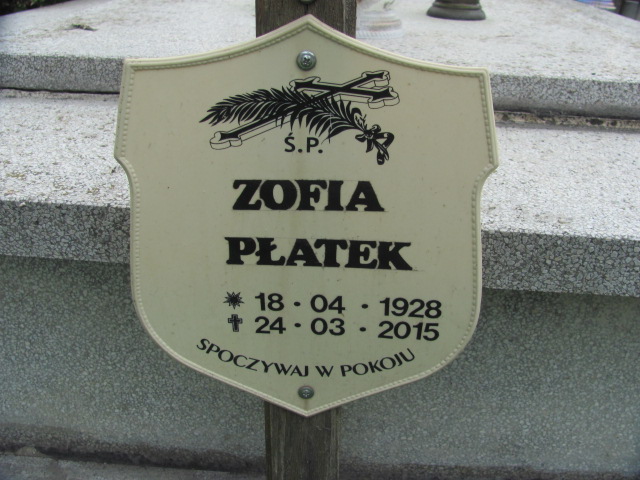 Ś.P.
ZOFIA
PŁATEK
18 · 04 · 1928
24 · 03 · 2015
SPOCZYWAJ W POKOJU